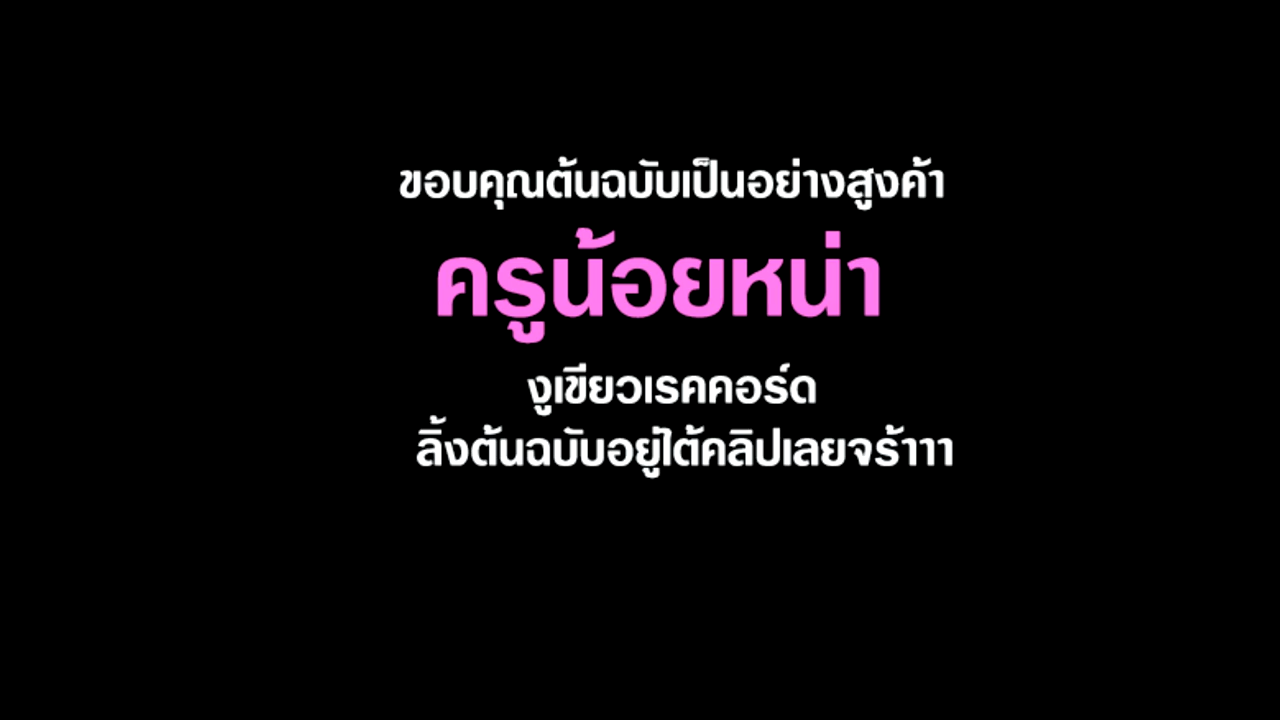 ขอบคุณต้นฉบับเป็นอย่างสูงค้า
ครูน้อยหน่า
งูเขียวเรคคอร์ด
ลิ้งต้นฉบับอยู่ใต้คลิปเลยจร้าาา